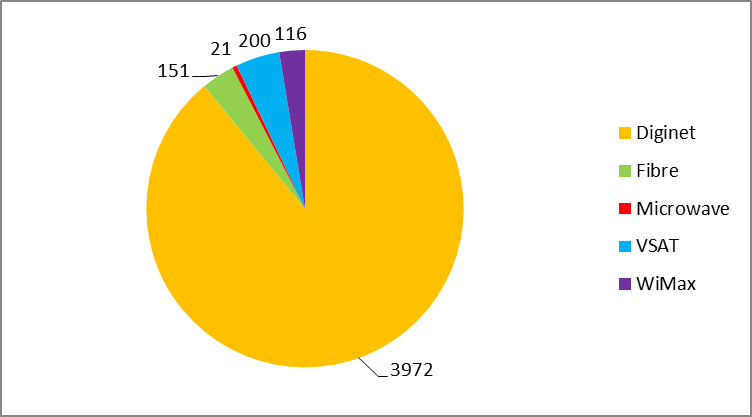 21 200 116
151
3972
Diginet
Fibre
Microwave
VSAT
WiMax